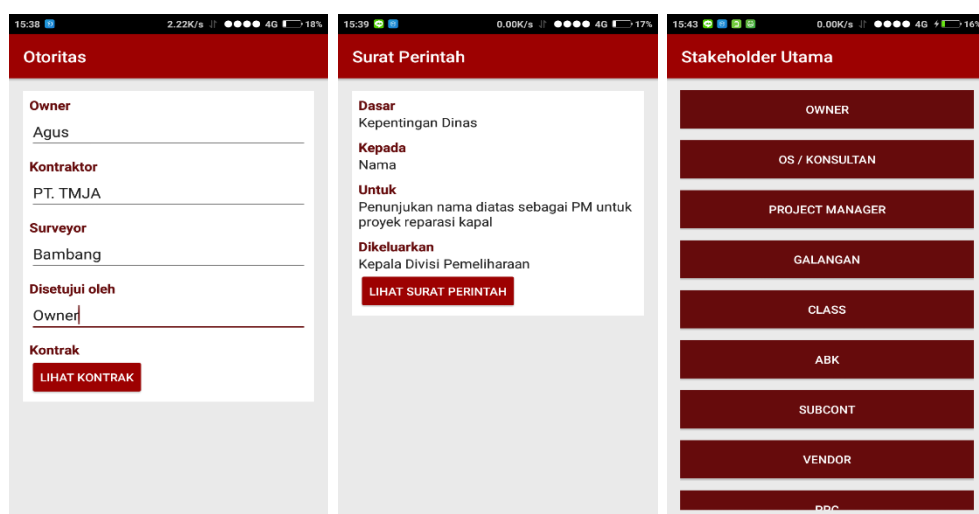 15:38 2.22K/s 4G 18%
Otoritas
Owner
Agus
Kontraktor
PT. TMJA
Surveyor
Bambang
Disetujui oleh
Owner
Kontrak
LIHAT KONTRAK
15:39 0.00K/s 4G 17%
Surat Perintah
Dasar
Kepentingan Dinas
Kepada
Nama
Untuk
Penunjukan nama diatas sebagai PM untuk
proyek reparasi kapal
Dikeluarkan
Kepala Divisi Pemeliharaan
LIHAT SURAT PERINTAH
15:43 0.00K/s 4G 16%
Stakeholder Utama
OWNER
OS / KONSULTAN
PROJECT MANAGER
GALANGAN
CLASS
ABK
SUBCONT
VENDOR